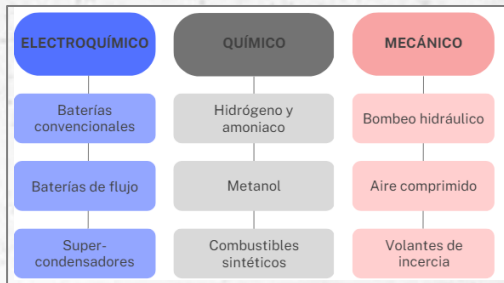 ELECTROQUÍMICO
Baterías
convencionales
Baterías de flujo
Super-
condensadores
QUÍMICO
Hidrógeno y
amoniaco
Metanol
Combustibles
sintéticos
MECÁNICO
Bombeo hidráulico
Aire comprimido
Volantes de
incercia